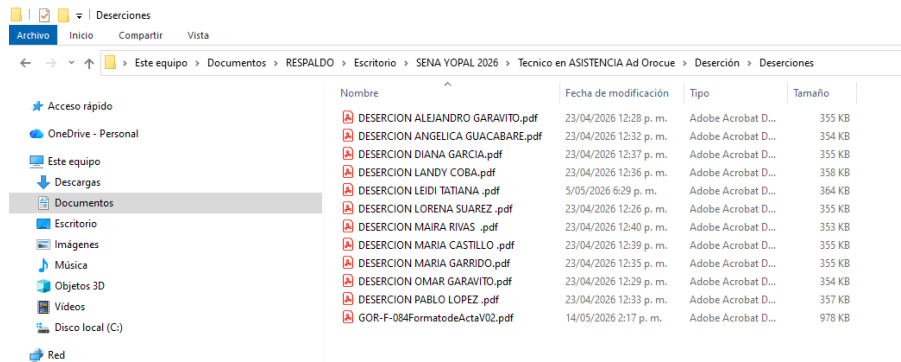 Deserciones
Archivo Inicio Compartir Vista
Este equipo > Documentos > RESPALDO > Escritorio > SENA YOPAL 2026 > Tecnico en ASISTENCIA Ad Orocue > Deserción > Deserciones
Nombre Fecha de modificación Tipo Tamaño
Acceso rápido
OneDrive - Personal
Este equipo
Descargas
Documentos
Escritorio
Imágenes
Música
Objetos 3D
Vídeos
Disco local (C:)
Red
DESERCION ALEJANDRO GARAVITO.pdf 23/04/2026 12:28 p. m. Adobe Acrobat D... 355 KB
DESERCION ANGELICA GUACABARE.pdf 23/04/2026 12:32 p. m. Adobe Acrobat D... 354 KB
DESERCION DIANA GARCIA.pdf 23/04/2026 12:37 p. m. Adobe Acrobat D... 355 KB
DESERCION LANDY COBA.pdf 23/04/2026 12:36 p. m. Adobe Acrobat D... 358 KB
DESERCION LEIDI TATIANA .pdf 5/05/2026 6:29 p. m. Adobe Acrobat D... 364 KB
DESERCION LORENA SUAREZ .pdf 23/04/2026 12:26 p. m. Adobe Acrobat D... 355 KB
DESERCION MAIRA RIVAS .pdf 23/04/2026 12:40 p. m. Adobe Acrobat D... 353 KB
DESERCION MARIA CASTILLO .pdf 23/04/2026 12:39 p. m. Adobe Acrobat D... 355 KB
DESERCION MARIA GARRIDO.pdf 23/04/2026 12:35 p. m. Adobe Acrobat D... 355 KB
DESERCION OMAR GARAVITO.pdf 23/04/2026 12:29 p. m. Adobe Acrobat D... 354 KB
DESERCION PABLO LOPEZ .pdf 23/04/2026 12:33 p. m. Adobe Acrobat D... 357 KB
GOR-F-084FormatodeActaV02.pdf 14/05/2026 2:17 p. m. Adobe Acrobat D... 978 KB